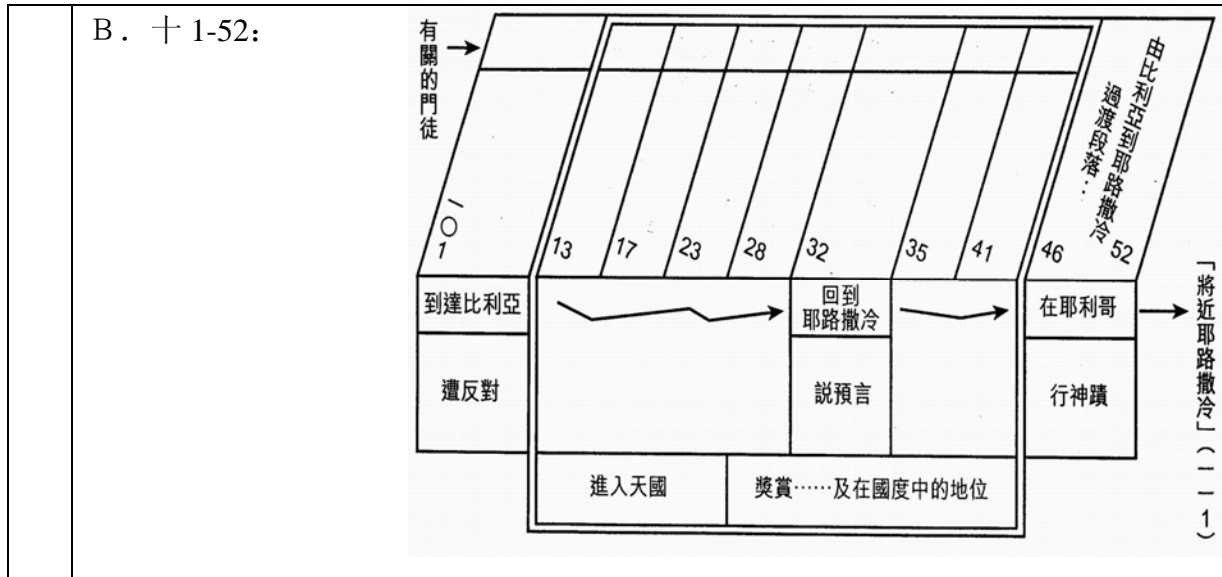 B．十 1-52：
有關的門徒
一〇
1
13
17
23
28
32
35
41
46
52
由比利亞到耶路撒冷
過渡段落：
到達比利亞
回到
耶路撒冷
在耶利哥
遭反對
説預言
行神蹟
進入天國
獎賞……及在國度中的地位
「將近耶路撒冷」（一一1）